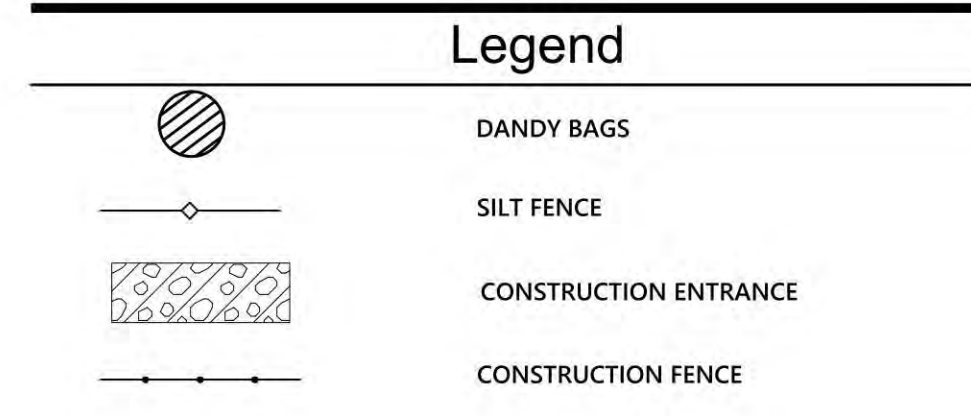 Legend
DANDY BAGS
SILT FENCE
CONSTRUCTION ENTRANCE
CONSTRUCTION FENCE